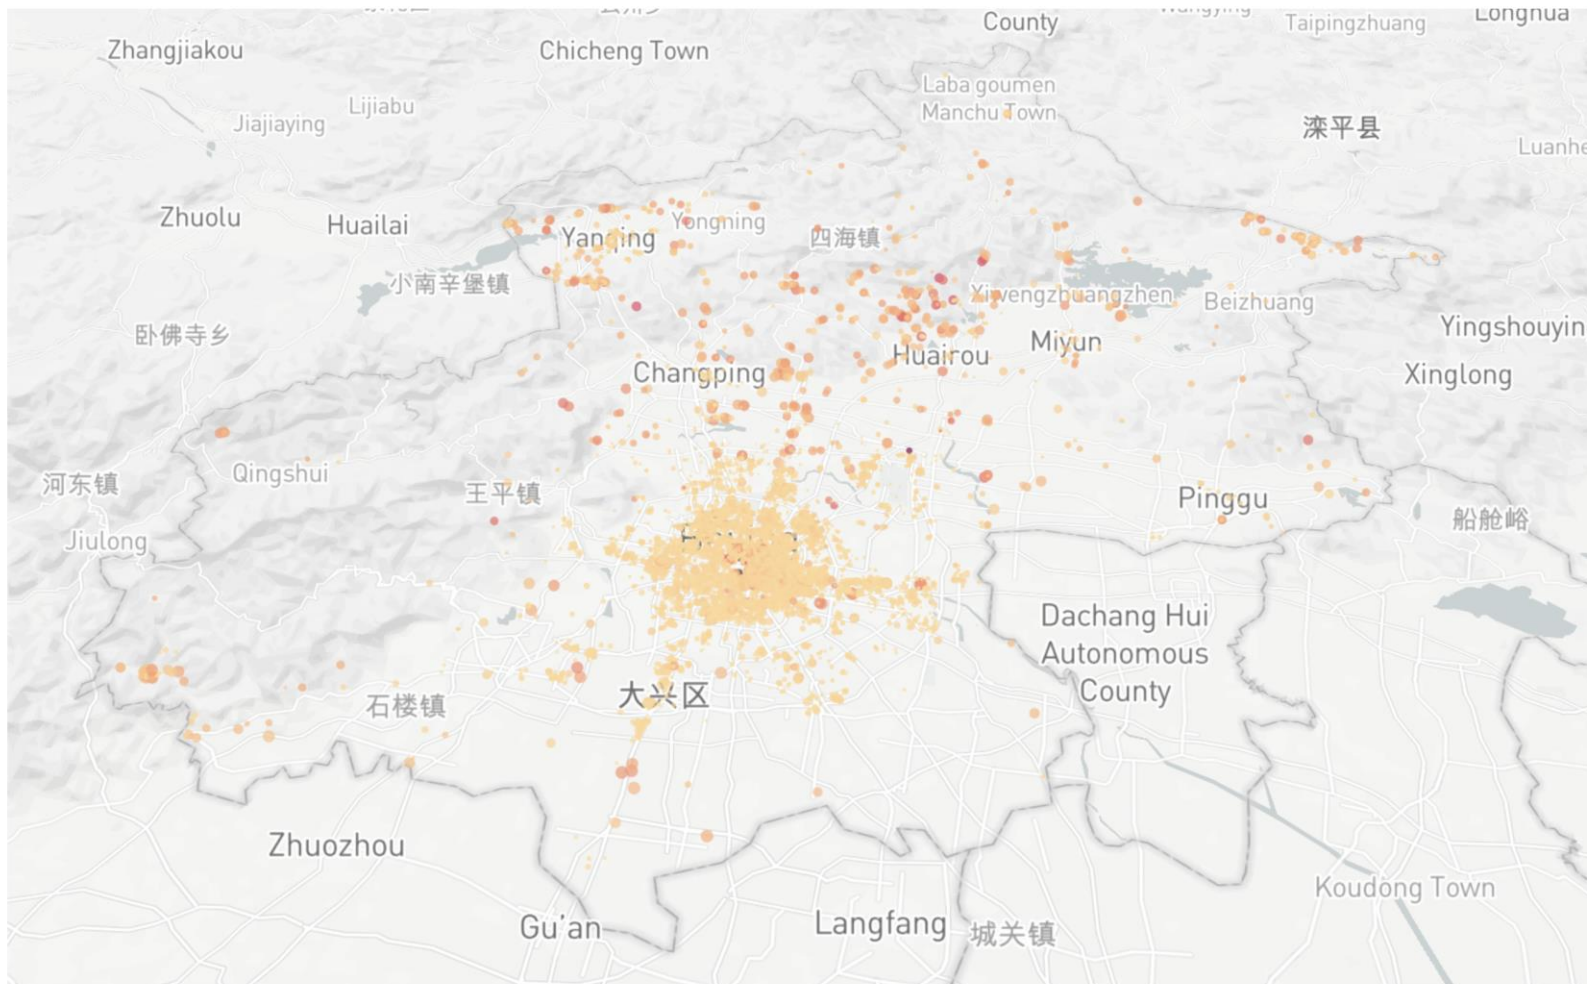 County
Taipingzhuang
Longhua
Zhangjiakou
Chicheng Town
Laba goumen
Manchu Town
Lijiabu
Jiajiaying
滦平县
Luanhe
Zhuolu
Huailai
Yanqing
Yongning
四海镇
小南辛堡镇
Xiwengzhuangzhen
Beizhuang
卧佛寺乡
Yingshouyin
Huairou
Miyun
Changping
Xinglong
Qingshui
河东镇
王平镇
Pinggu
船舱峪
Jiulong
Dachang Hui
Autonomous
County
大兴区
石楼镇
Zhuozhou
Koudong Town
Gu'an
Langfang
城关镇